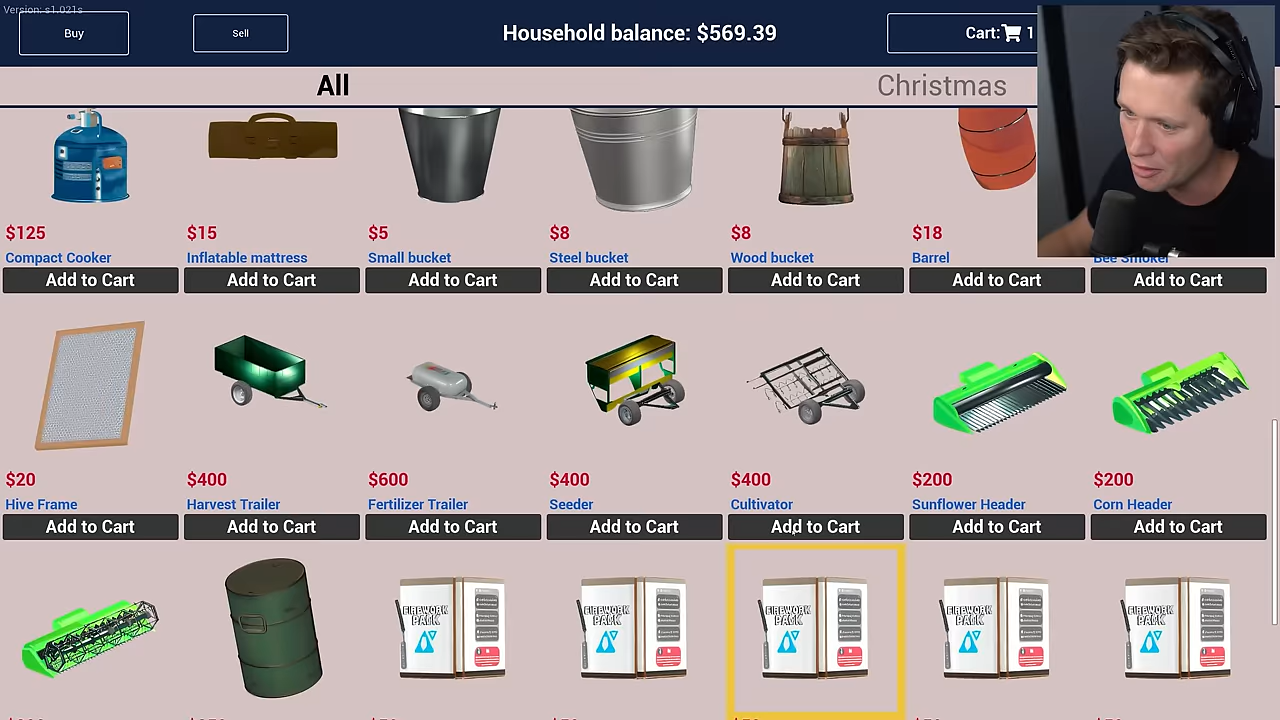 Version: s1.021s
Buy
Sell
Household balance: $569.39
Cart: 1
All
Christmas
$125
$15
$5
$8
$8
$18
Compact Cooker
Inflatable mattress
Small bucket
Steel bucket
Wood bucket
Barrel
Bee Smoker
Add to Cart
Add to Cart
Add to Cart
Add to Cart
Add to Cart
Add to Cart
Add to Cart
$20
$400
$600
$400
$400
$200
$200
Hive Frame
Harvest Trailer
Fertilizer Trailer
Seeder
Cultivator
Sunflower Header
Corn Header
Add to Cart
Add to Cart
Add to Cart
Add to Cart
Add to Cart
Add to Cart
Add to Cart
FIREWORK
PACK
FIREWORK
PACK
FIREWORK
PACK
FIREWORK
PACK
FIREWORK
PACK